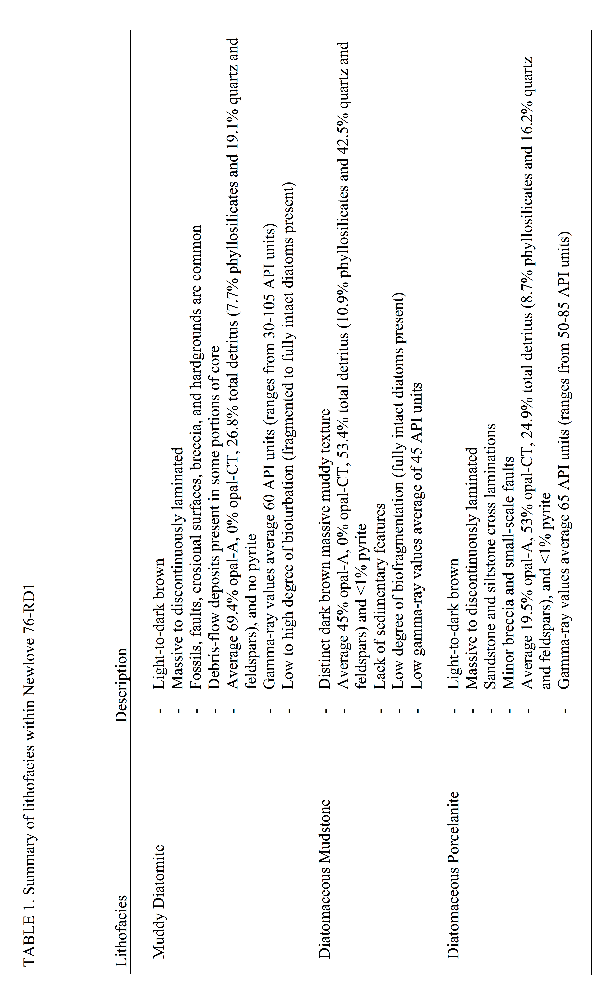 TABLE 1. Summary of lithofacies within Newlove 76-RD1
Lithofacies Description
Muddy Diatomite - Light-to-dark brown
- Massive to discontinuously laminated
- Fossils, faults, erosional surfaces, breccia, and hardgrounds are common
- Debris-flow deposits present in some portions of core
- Average 69.4% opal-A, 0% opal-CT, 26.8% total detritus (7.7% phyllosilicates and 19.1% quartz and
feldspars), and no pyrite
- Gamma-ray values average 60 API units (ranges from 30-105 API units)
- Low to high degree of bioturbation (fragmented to fully intact diatoms present)
Diatomaceous Mudstone - Distinct dark brown massive muddy texture
- Average 45% opal-A, 0% opal-CT, 53.4% total detritus (10.9% phyllosilicates and 42.5% quartz and
feldspars) and <1% pyrite
- Lack of sedimentary features
- Low degree of biofragmentation (fully intact diatoms present)
- Low gamma-ray values average of 45 API units
Diatomaceous Porcelanite - Light-to-dark brown
- Massive to discontinuously laminated
- Sandstone and siltstone cross laminations
- Minor breccia and small-scale faults
- Average 19.5% opal-A, 53% opal-CT, 24.9% total detritus (8.7% phyllosilicates and 16.2% quartz
and feldspars), and <1% pyrite
- Gamma-ray values average 65 API units (ranges from 50-85 API units)